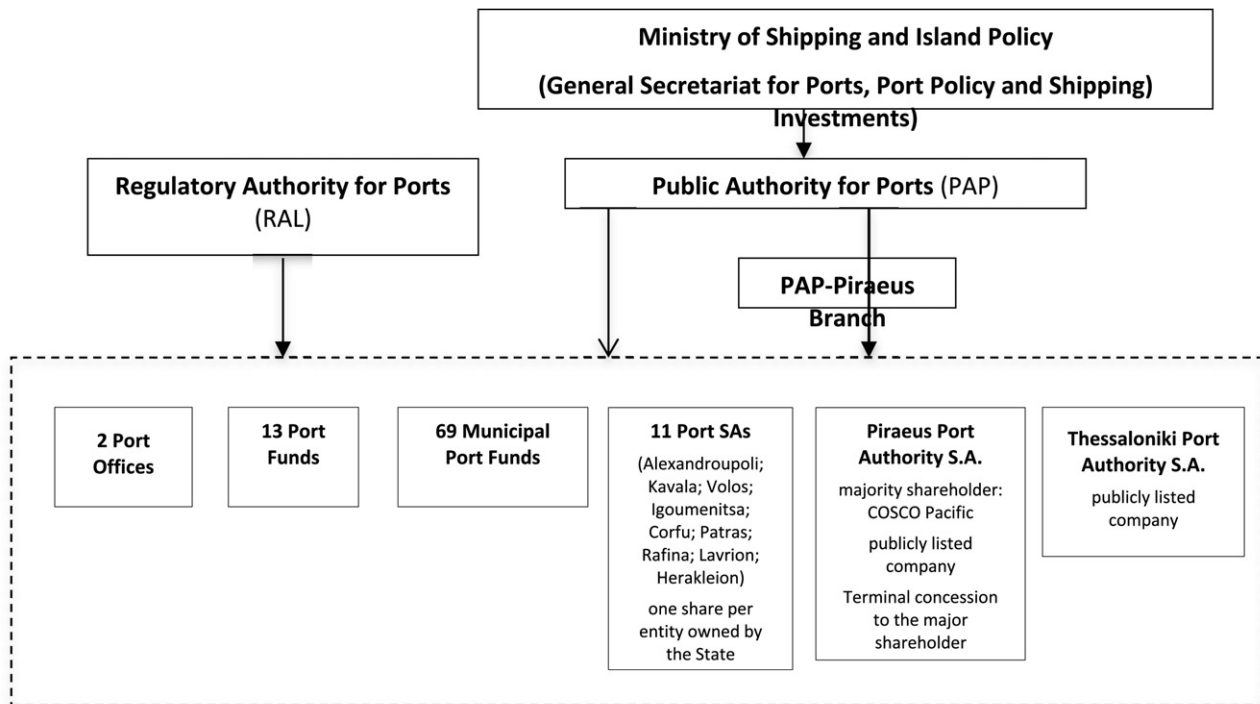 Ministry of Shipping and Island Policy
(General Secretariat for Ports, Port Policy and Shipping)
Investments)
Regulatory Authority for Ports
(RAL)
Public Authority for Ports (PAP)
PAP-Piraeus
Branch
2 Port
Offices
13 Port
Funds
69 Municipal
Port Funds
11 Port SAs
(Alexandroupoli;
Kavala; Volos;
Igoumenitsa;
Corfu; Patras;
Rafina; Lavrion;
Herakleion)
one share per
entity owned by
the State
Piraeus Port
Authority S.A.
majority shareholder:
COSCO Pacific
publicly listed
company
Terminal concession
to the major
shareholder
Thessaloniki Port
Authority S.A.
publicly listed
company